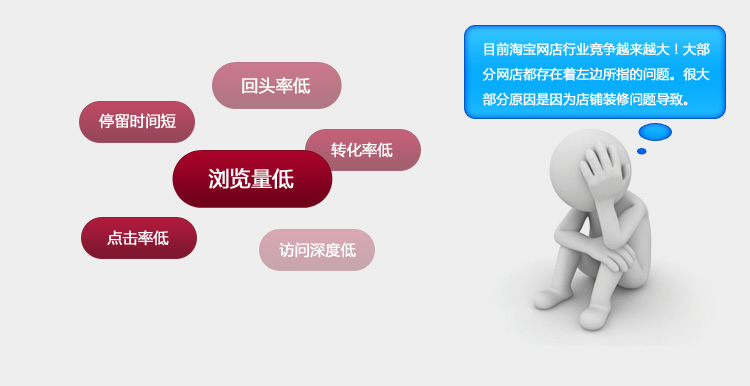 回头率低
停留时间短
转化率低
浏览量低
点击率低
访问深度低
目前淘宝网店行业竞争越来越大！大部
分网店都存在着左边所指的问题。很大
部分原因是因为店铺装修问题导致。